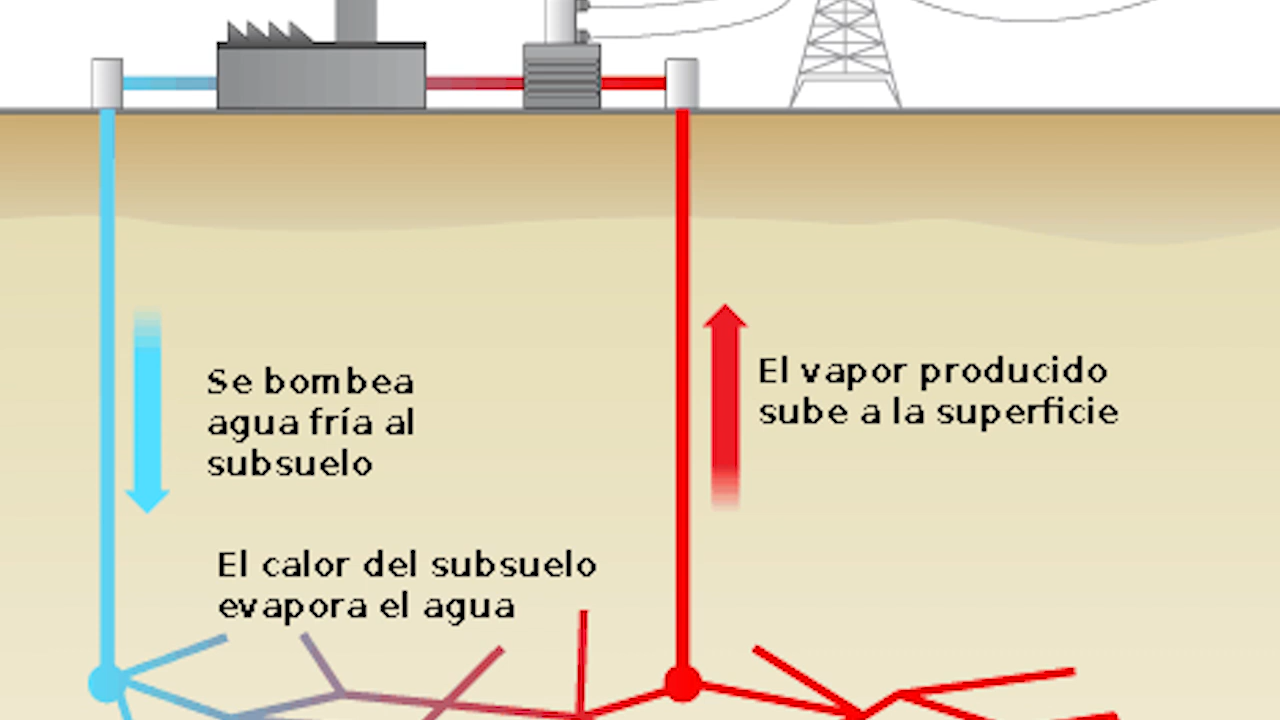 Se bombea
agua fría al
subsuelo
El vapor producido
sube a la superficie
El calor del subsuelo
evapora el agua